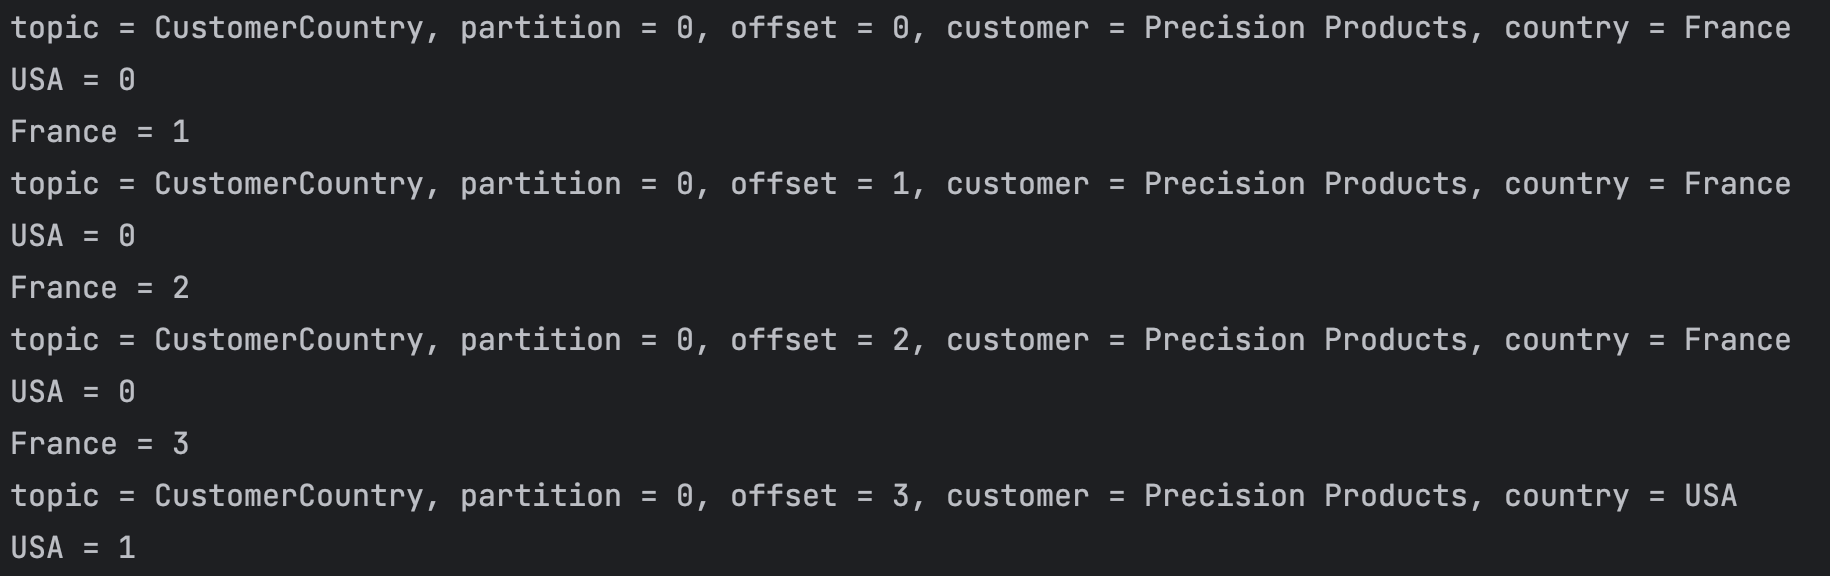 topic = CustomerCountry, partition = 0, offset = 0, customer = Precision Products, country = France
USA = 0
France = 1
topic = CustomerCountry, partition = 0, offset = 1, customer = Precision Products, country = France
USA = 0
France = 2
topic = CustomerCountry, partition = 0, offset = 2, customer = Precision Products, country = France
USA = 0
France = 3
topic = CustomerCountry, partition = 0, offset = 3, customer = Precision Products, country = USA
USA = 1